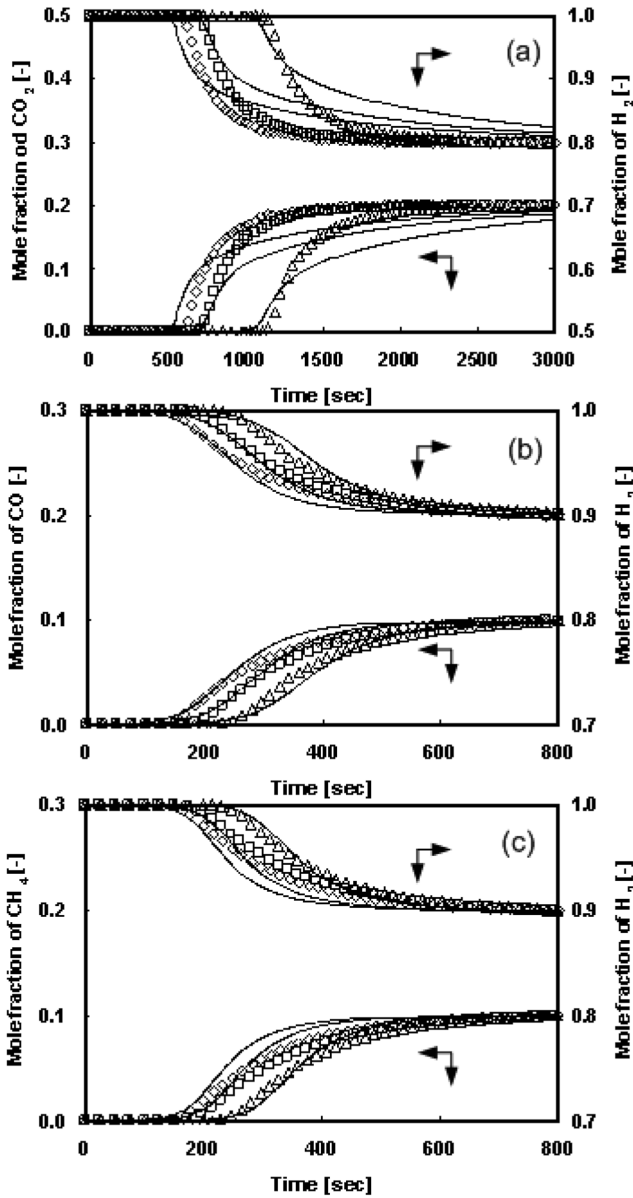 0.5 1.0
(a)
0.4 0.9
0.3 0.8
0.2 0.7
0.1 0.6
0.0 0.5
Mole fraction od CO2 [-]
Mole fraction of H2 [-]
0 500 1000 1500 2000 2500 3000
Time [sec]
0.3 1.0
(b)
0.2 0.9
0.1 0.8
0.0 0.7
Mole fraction of CO [-]
Mole fraction of H2 [-]
0 200 400 600 800
Time [sec]
0.3 1.0
(c)
0.2 0.9
0.1 0.8
0.0 0.7
Mole fraction of CH4 [-]
Mole fraction of H2 [-]
0 200 400 600 800
Time [sec]